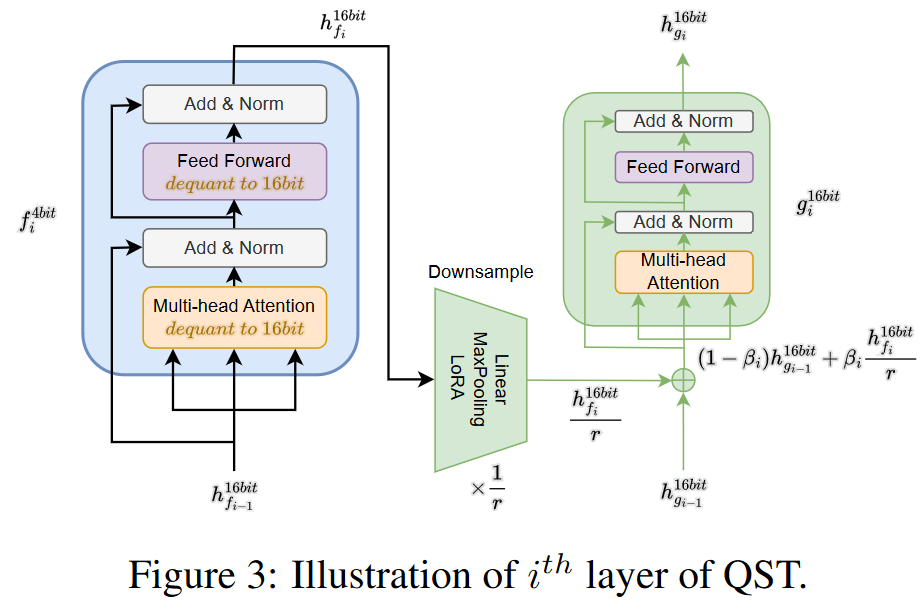 $h_{f_i}^{16bit}$
Add & Norm
Feed Forward
dequant to 16bit
$f_i^{4bit}$
Add & Norm
Multi-head Attention
dequant to 16bit
$h_{f_{i-1}}^{16bit}$
Downsample
Linear
MaxPooling
LoRA
$\times \frac{1}{r}$
$\frac{h_{f_i}^{16bit}}{r}$
$h_{g_i}^{16bit}$
Add & Norm
Feed Forward
$g_i^{16bit}$
Add & Norm
Multi-head
Attention
$(1-\beta_i)h_{g_{i-1}}^{16bit} + \beta_i \frac{h_{f_i}^{16bit}}{r}$
$h_{g_{i-1}}^{16bit}$
Figure 3: Illustration of $i^{th}$ layer of QST.